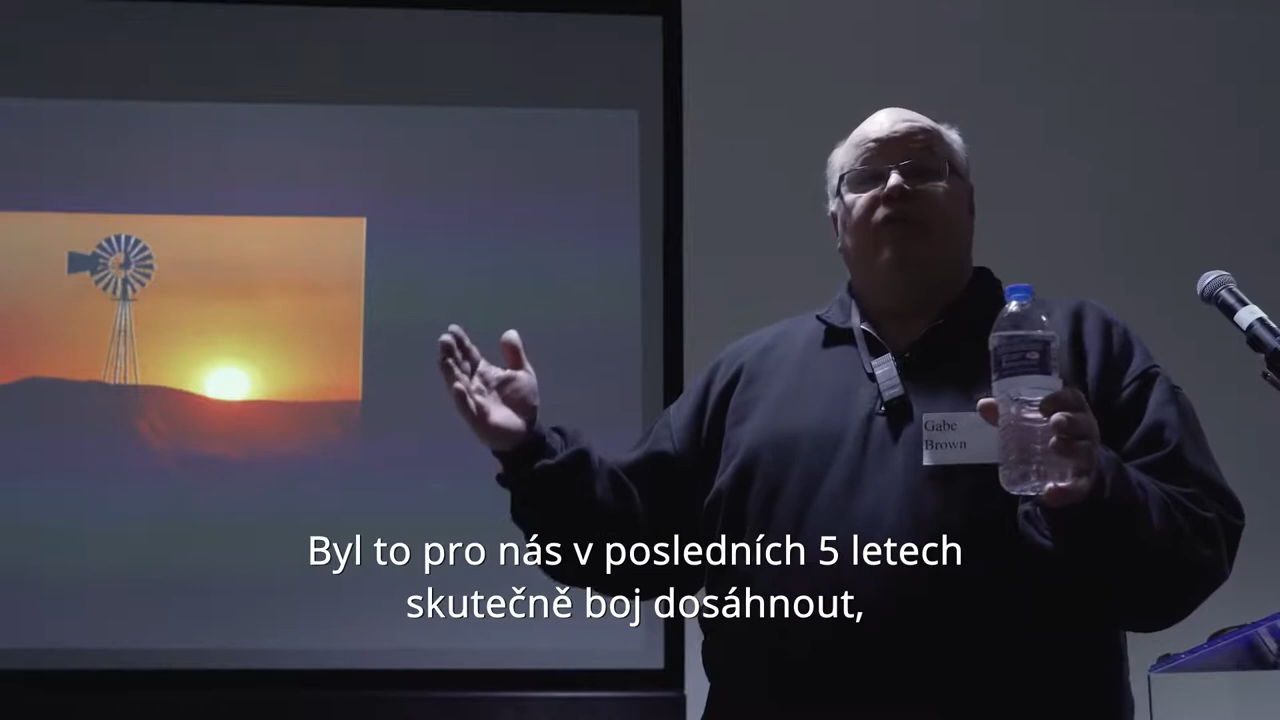 Gabe
Brown
Byl to pro nás v posledních 5 letech
skutečně boj dosáhnout,